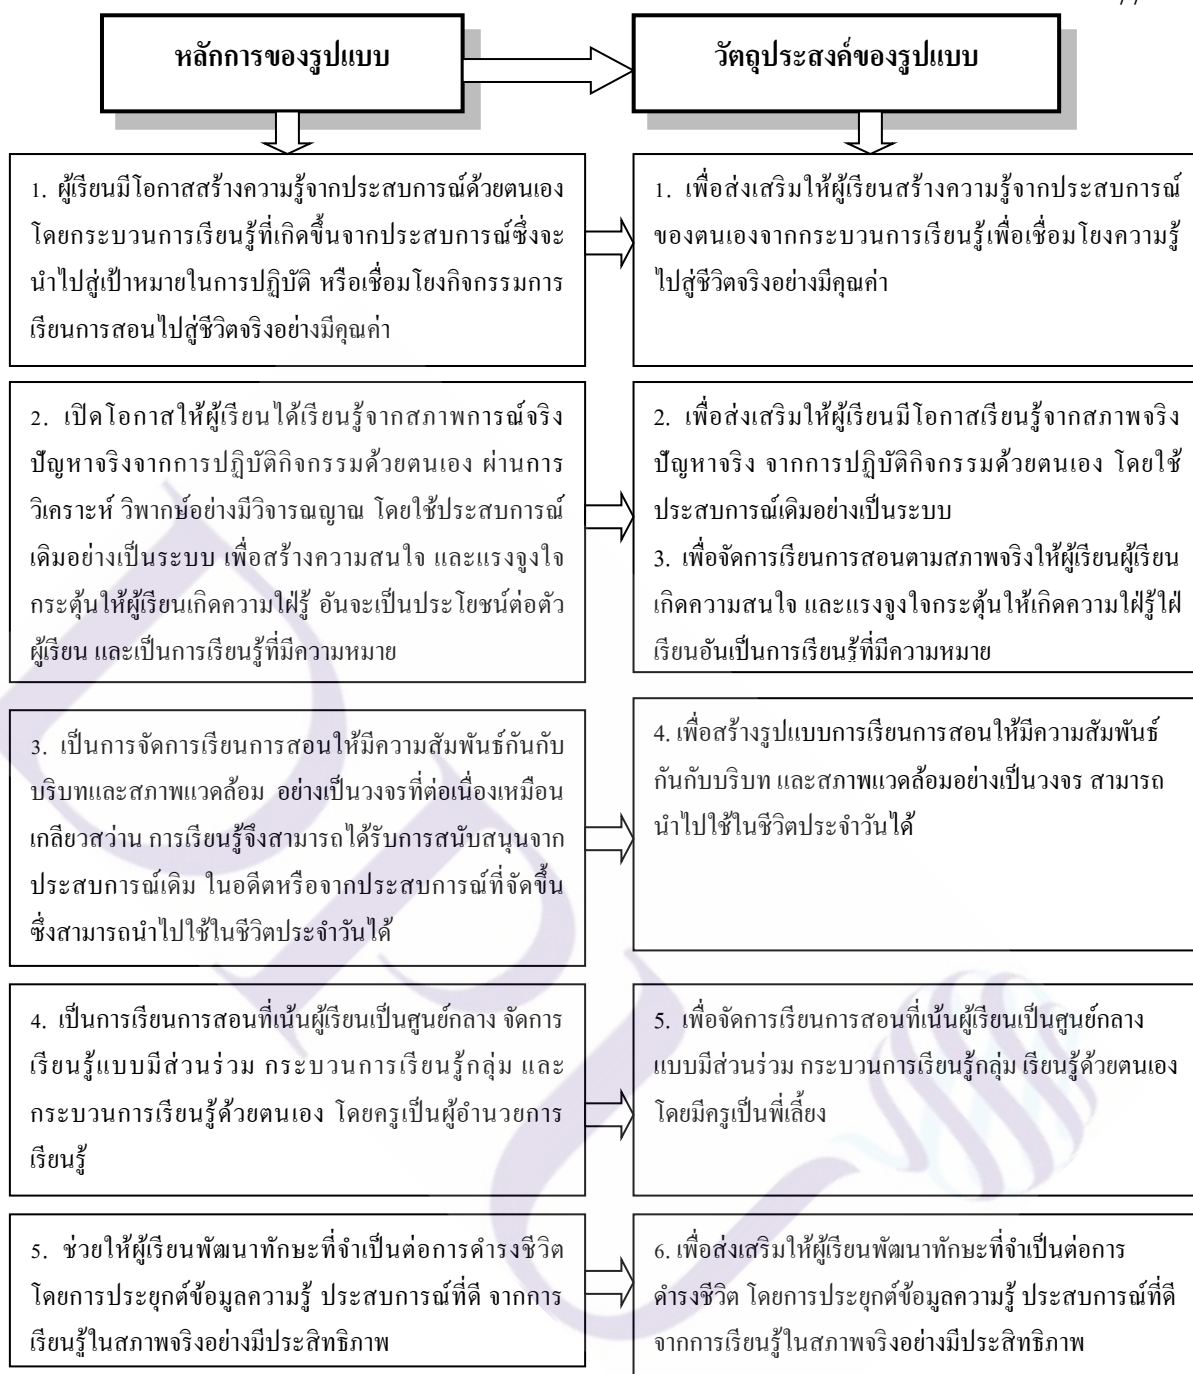 หลักการของรูปแบบ
วัตถุประสงค์ของรูปแบบ
1. ผู้เรียนมีโอกาสสร้างความรู้จากประสบการณ์ด้วยตนเอง
โดยกระบวนการเรียนรู้ที่เกิดขึ้นจากประสบการณ์ซึ่งจะ
นำไปสู่เป้าหมายในการปฏิบัติ หรือเชื่อมโยงกิจกรรมการ
เรียนการสอนไปสู่ชีวิตจริงอย่างมีคุณค่า
1. เพื่อส่งเสริมให้ผู้เรียนสร้างความรู้จากประสบการณ์
ของตนเองจากกระบวนการเรียนรู้เพื่อเชื่อมโยงความรู้
ไปสู่ชีวิตจริงอย่างมีคุณค่า
2. เปิดโอกาสให้ผู้เรียนได้เรียนรู้จากสภาพการณ์จริง
ปัญหาจริงจากการปฏิบัติกิจกรรมด้วยตนเอง ผ่านการ
วิเคราะห์ วิพากษ์อย่างมีวิจารณญาณ โดยใช้ประสบการณ์
เดิมอย่างเป็นระบบ เพื่อสร้างความสนใจ และแรงจูงใจ
กระตุ้นให้ผู้เรียนเกิดความใฝ่รู้ อันจะเป็นประโยชน์ต่อตัว
ผู้เรียน และเป็นการเรียนรู้ที่มีความหมาย
2. เพื่อส่งเสริมให้ผู้เรียนมีโอกาสเรียนรู้จากสภาพจริง
ปัญหาจริง จากการปฏิบัติกิจกรรมด้วยตนเอง โดยใช้
ประสบการณ์เดิมอย่างเป็นระบบ
3. เพื่อจัดการเรียนการสอนตามสภาพจริงให้ผู้เรียนผู้เรียน
เกิดความสนใจ และแรงจูงใจกระตุ้นให้เกิดความใฝ่รู้ใฝ่
เรียนอันเป็นการเรียนรู้ที่มีความหมาย
3. เป็นการจัดการเรียนการสอนให้มีความสัมพันธ์กันกับ
บริบทและสภาพแวดล้อม อย่างเป็นวงจรที่ต่อเนื่องเหมือน
เกลียวสว่าน การเรียนรู้จึงสามารถได้รับการสนับสนุนจาก
ประสบการณ์เดิม ในอดีตหรือจากประสบการณ์ที่จัดขึ้น
ซึ่งสามารถนำไปใช้ในชีวิตประจำวันได้
4. เพื่อสร้างรูปแบบการเรียนการสอนให้มีความสัมพันธ์
กันกับบริบท และสภาพแวดล้อมอย่างเป็นวงจร สามารถ
นำไปใช้ในชีวิตประจำวันได้
4. เป็นการเรียนการสอนที่เน้นผู้เรียนเป็นศูนย์กลาง จัดการ
เรียนรู้แบบมีส่วนร่วม กระบวนการเรียนรู้กลุ่ม และ
กระบวนการเรียนรู้ด้วยตนเอง โดยครูเป็นผู้อำนวยการ
เรียนรู้
5. เพื่อจัดการเรียนการสอนที่เน้นผู้เรียนเป็นศูนย์กลาง
แบบมีส่วนร่วม กระบวนการเรียนรู้กลุ่ม เรียนรู้ด้วยตนเอง
โดยมีครูเป็นพี่เลี้ยง
5. ช่วยให้ผู้เรียนพัฒนาทักษะที่จำเป็นต่อการดำรงชีวิต
โดยการประยุกต์ข้อมูลความรู้ ประสบการณ์ที่ดี จากการ
เรียนรู้ในสภาพจริงอย่างมีประสิทธิภาพ
6. เพื่อส่งเสริมให้ผู้เรียนพัฒนาทักษะที่จำเป็นต่อการ
ดำรงชีวิต โดยการประยุกต์ข้อมูลความรู้ ประสบการณ์ที่ดี
จากการเรียนรู้ในสภาพจริงอย่างมีประสิทธิภาพ